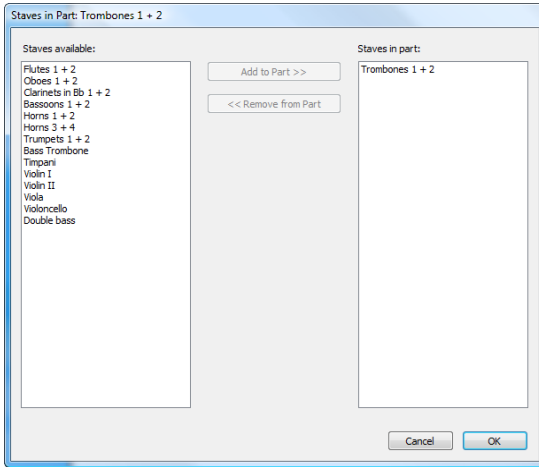 Staves in Part: Trombones 1 + 2
Staves available:
Flutes 1 + 2
Oboes 1 + 2
Clarinets in Bb 1 + 2
Bassoons 1 + 2
Horns 1 + 2
Horns 3 + 4
Trumpets 1 + 2
Bass Trombone
Timpani
Violin I
Violin II
Viola
Violoncello
Double bass
Add to Part >>
<< Remove from Part
Staves in part:
Trombones 1 + 2
Cancel
OK